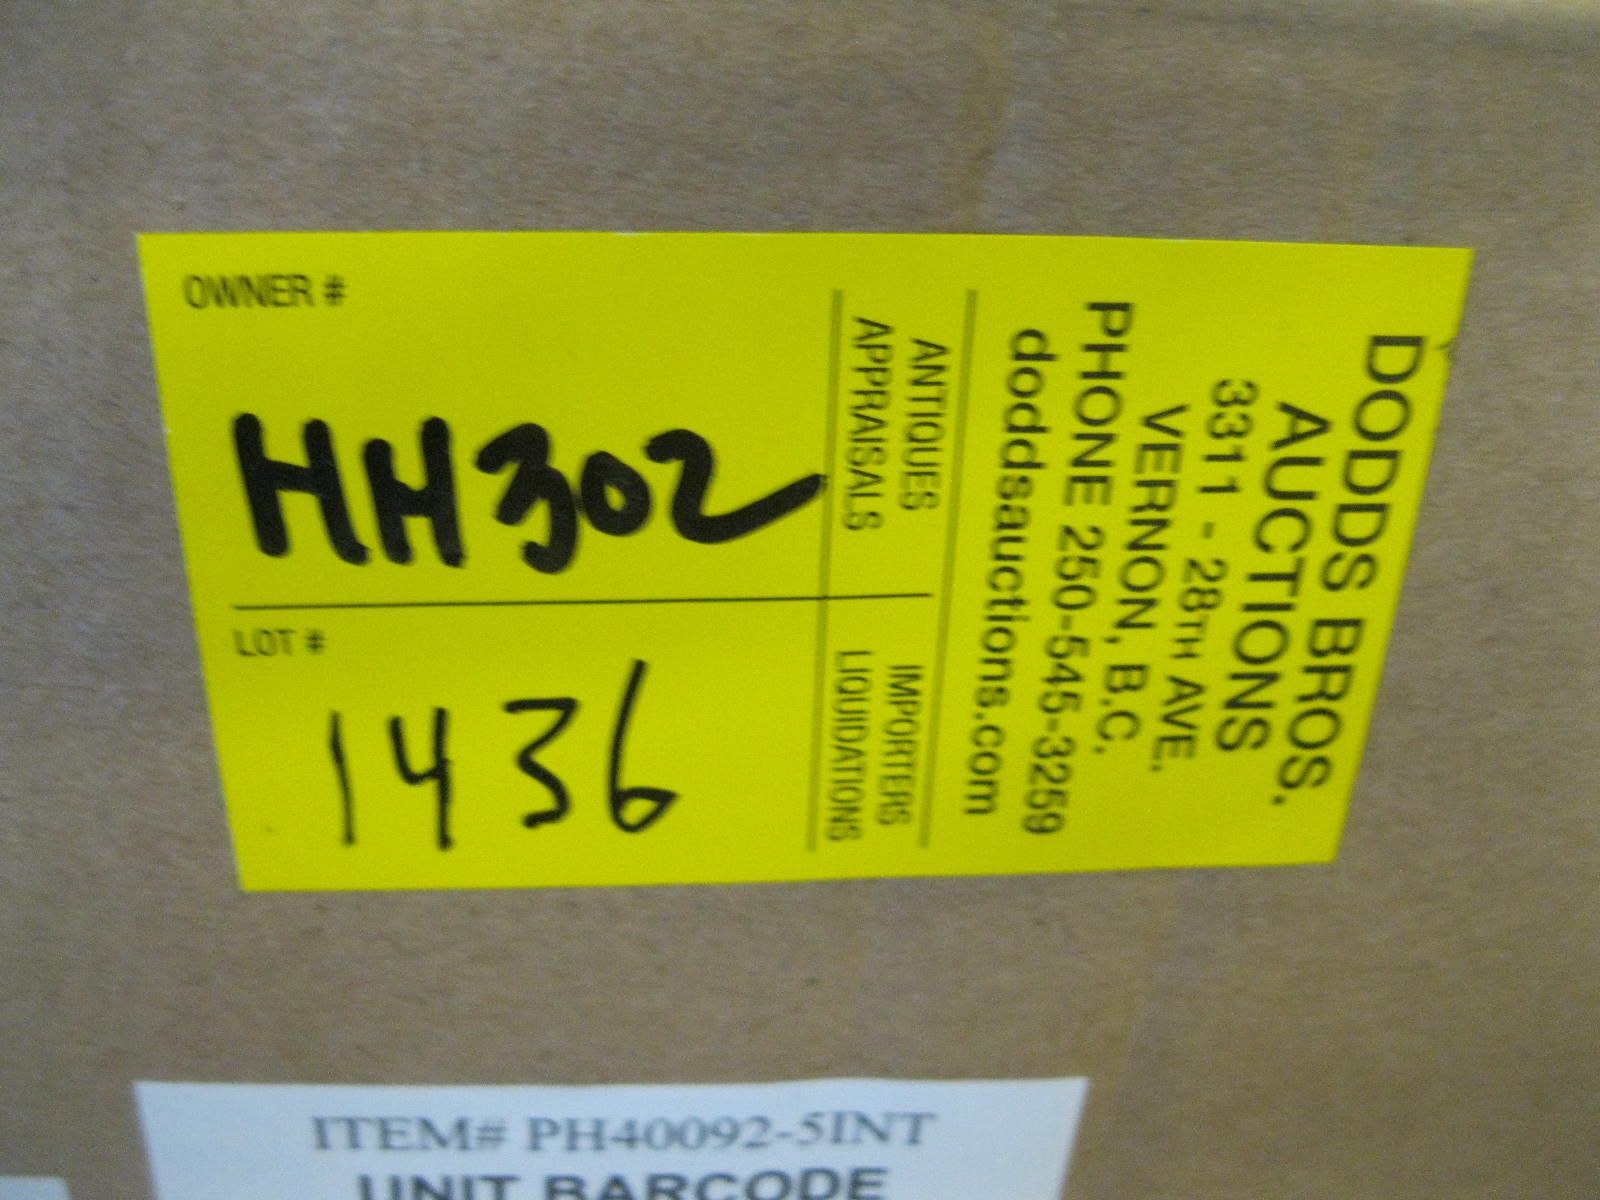 OWNER #
HH302
LOT #
1436
DODDS BROS.
AUCTIONS
3311 - 28TH AVE.
VERNON, B.C.
PHONE 250-545-3259
doddsauctions.com
ANTIQUES
APPRAISALS
IMPORTERS
LIQUIDATIONS
ITEM# PH40092-5INT
UNIT BARCODE